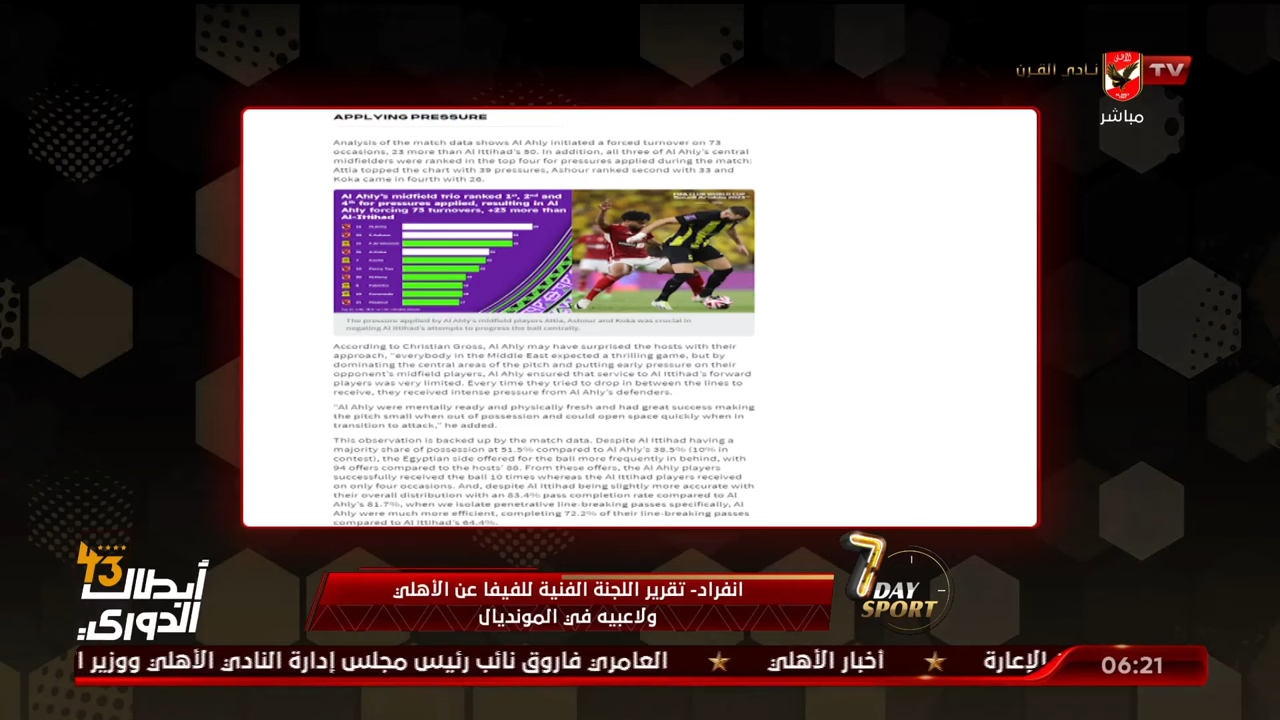 نادي القرن
TV
مباشر
APPLYING PRESSURE
Analysis of the match data shows Al Ahly initiated a forced turnover on 73
occasions, 23 more than Al Ittihad's 50. In addition, all three of Al Ahly's central
midfielders were ranked in the top four for pressures applied during the match:
Attia topped the chart with 39 pressures, Ashour ranked second with 33 and
Koka came in fourth with 26.
Al Ahly's midfield trio ranked 1st, 2nd and
4th for pressures applied, resulting in Al
Ahly forcing 73 turnovers, +23 more than
Al-Ittihad
The pressure applied by Al Ahly's midfield players Attia, Ashour and Koka was crucial in
negating Al Ittihad's attempts to progress the ball centrally.
According to Christian Gross, Al Ahly may have surprised the hosts with their
approach, "everybody in the Middle East expected a thrilling game, but by
dominating the central areas of the pitch and putting early pressure on their
opponent's midfield players, Al Ahly ensured that service to Al Ittihad's forward
players was very limited. Every time they tried to drop in between the lines to
receive, they received intense pressure from Al Ahly's defenders.
"Al Ahly were mentally ready and physically fresh and had great success making
the pitch small when out of possession and could open space quickly when in
transition to attack," he added.
This observation is backed up by the match data. Despite Al Ittihad having a
majority share of possession at 51.5% compared to Al Ahly's 38.5% (10% in
contest), the Egyptian side offered for the ball more frequently in behind, with
94 offers compared to the hosts' 88. From these offers, the Al Ahly players
successfully received the ball 10 times whereas the Al Ittihad players received
on only four occasions. And, despite Al Ittihad being slightly more accurate with
their overall distribution with an 83.4% pass completion rate compared to Al
Ahly's 81.7%, when we isolate penetrative line-breaking passes specifically, Al
Ahly were much more efficient, completing 72.2% of their line-breaking passes
compared to Al Ittihad's 64.4%.
43
أبطال
الدوري
انفراد- تقرير اللجنة الفنية للفيفا عن الأهلي
ولاعبيه في المونديال
7
DAY
SPORT
الإعارة ★ أخبار الأهلي ★ العامري فاروق نائب رئيس مجلس إدارة النادي الأهلي ووزير ا
06:21